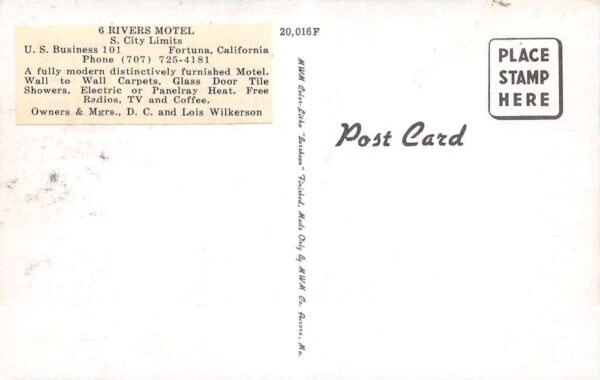 6 RIVERS MOTEL
S. City Limits
U. S. Business 101 Fortuna, California
Phone (707) 725-4181
A fully modern distinctively furnished Motel.
Wall to Wall Carpets, Glass Door Tile
Showers. Electric or Panelray Heat. Free
Radios, TV and Coffee.
Owners & Mgrs., D. C. and Lois Wilkerson
20,016F
MWM Color-Litho "Larsheen" Finished, Made Only By MWM Co. Aurora, Mo.
Post Card
PLACE
STAMP
HERE